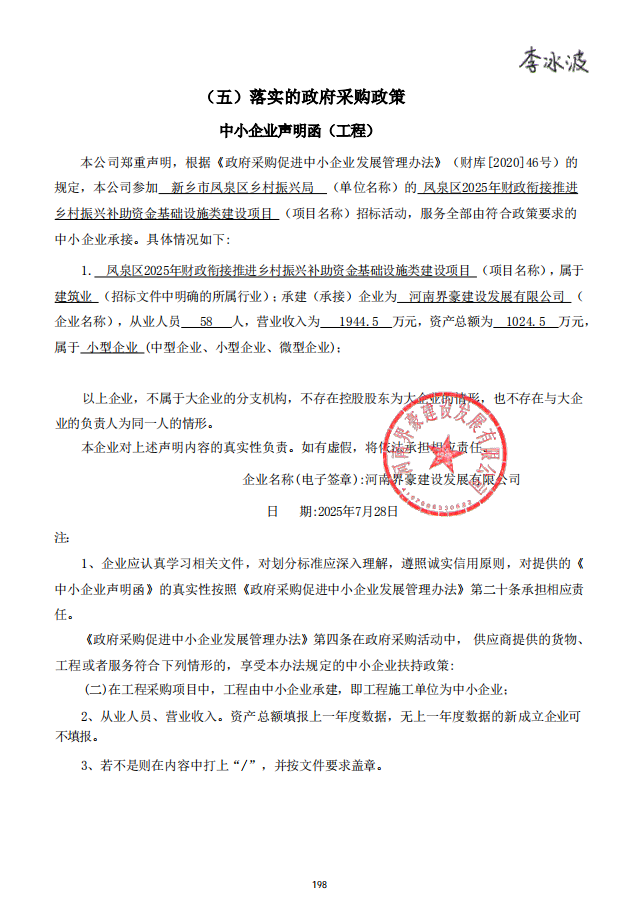 李冰波
（五）落实的政府采购政策
中小企业声明函（工程）
本公司郑重声明，根据《政府采购促进中小企业发展管理办法》（财库[2020]46号）的
规定，本公司参加 新乡市凤泉区乡村振兴局 （单位名称）的 凤泉区2025年财政衔接推进
乡村振兴补助资金基础设施类建设项目 （项目名称）招标活动，服务全部由符合政策要求的
中小企业承接。具体情况如下:
1. 凤泉区2025年财政衔接推进乡村振兴补助资金基础设施类建设项目 （项目名称），属于
建筑业 （招标文件中明确的所属行业）；承建（承接）企业为 河南界豪建设发展有限公司 （
企业名称），从业人员 58 人，营业收入为 1944.5 万元，资产总额为 1024.5 万元，
属于 小型企业 (中型企业、小型企业、微型企业)；
以上企业，不属于大企业的分支机构，不存在控股股东为大企业的情形，也不存在与大企
业的负责人为同一人的情形。
本企业对上述声明内容的真实性负责。如有虚假，将依法承担相应责任。
企业名称(电子签章):河南界豪建设发展有限公司
河南界豪建设发展有限公司
日 期:2025年7月28日
注:
1、企业应认真学习相关文件，对划分标准应深入理解，遵照诚实信用原则，对提供的《
中小企业声明函》的真实性按照《政府采购促进中小企业发展管理办法》第二十条承担相应责
任。
《政府采购促进中小企业发展管理办法》第四条在政府采购活动中， 供应商提供的货物、
工程或者服务符合下列情形的，享受本办法规定的中小企业扶持政策:
(二)在工程采购项目中，工程由中小企业承建，即工程施工单位为中小企业；
2、从业人员、营业收入。资产总额填报上一年度数据，无上一年度数据的新成立企业可
不填报。
3、若不是则在内容中打上“/”，并按文件要求盖章。
198